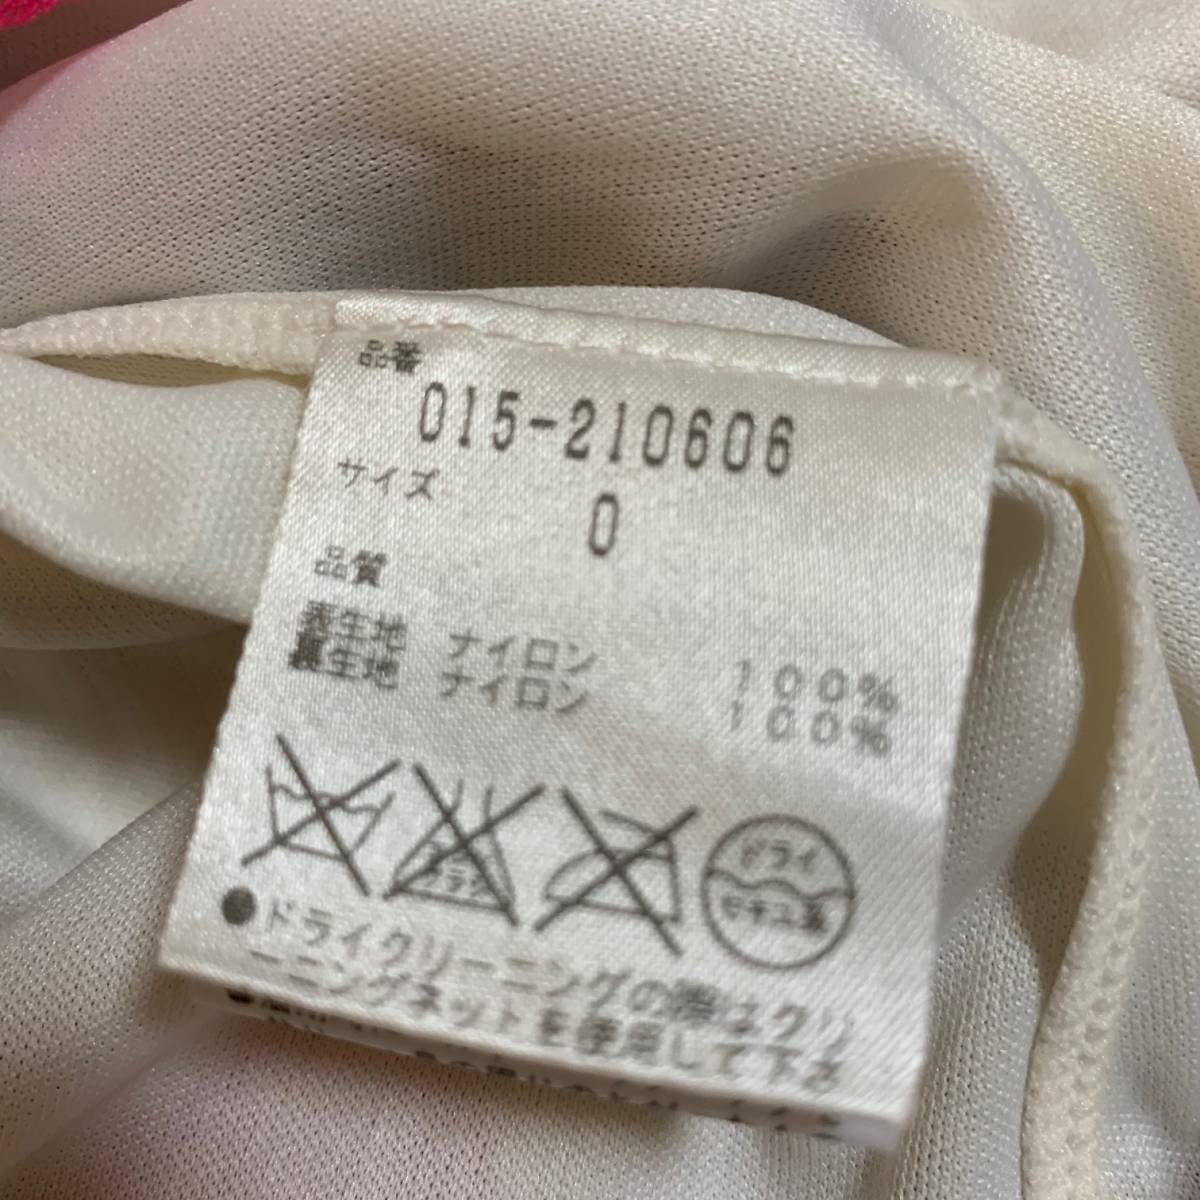 品番
015-210606
サイズ
0
品質
表生地 ナイロン 100%
裏生地 ナイロン 100%
ドライ
セキユ系
●ドライクリーニングの際はクリ
ーニングネットを使用して下さ